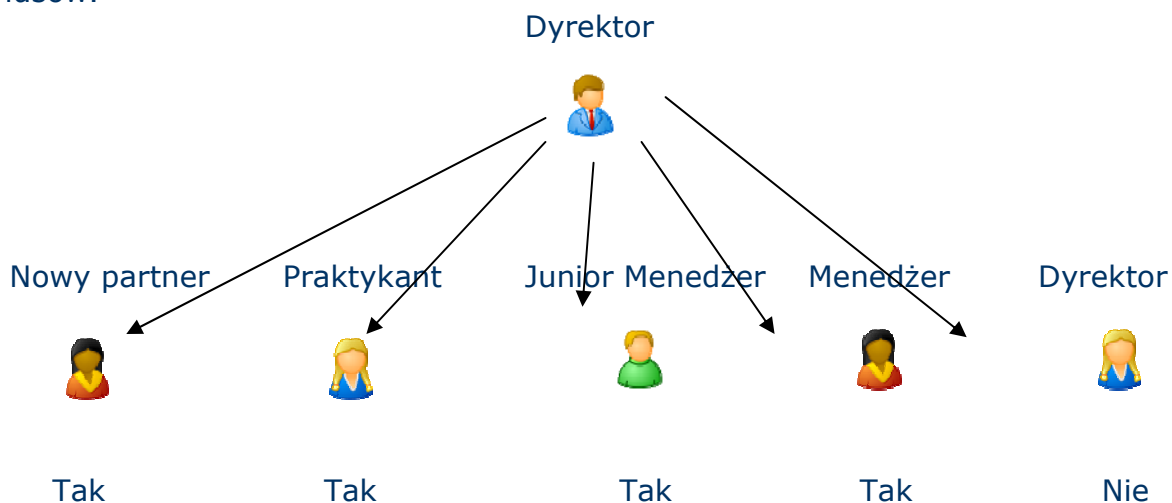 Dyrektor
Nowy partner Praktykant Junior Menedżer Menedżer Dyrektor
Tak Tak Tak Tak Nie